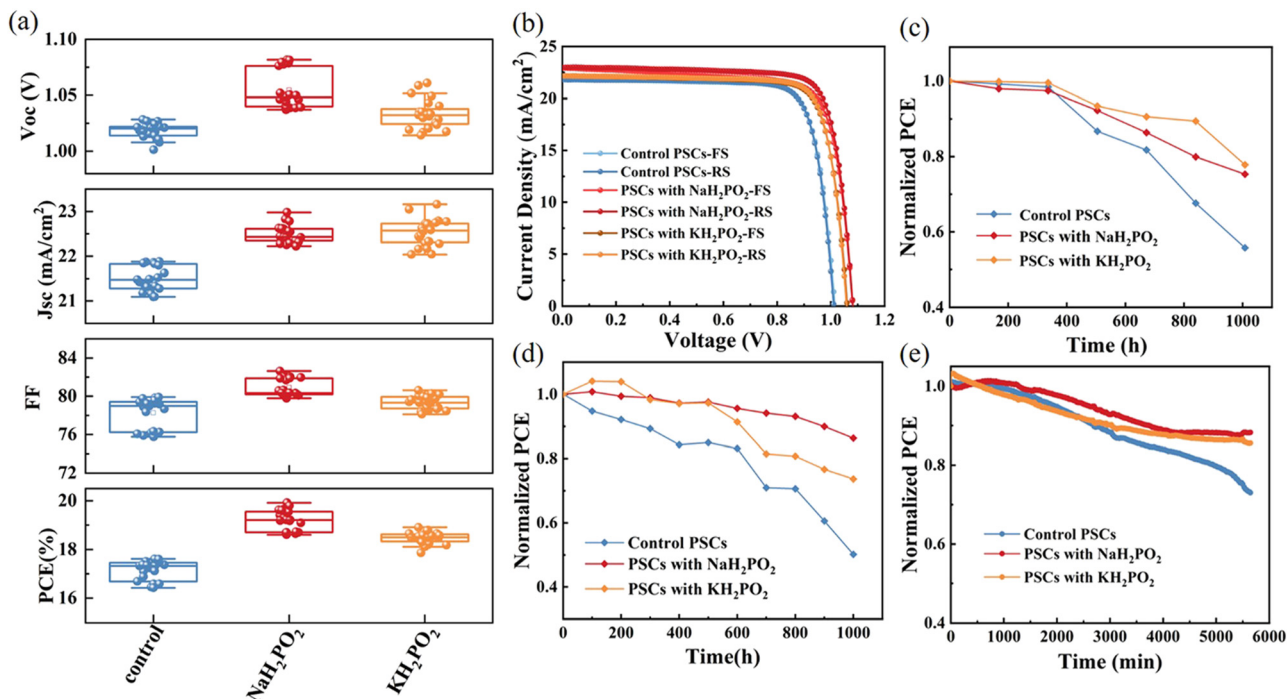 (a)
Voc (V)
1.10
1.05
1.00
Jsc (mA/cm²)
23
22
21
FF
84
80
76
72
PCE(%)
20
18
16
control
NaH₂PO₂
KH₂PO₂
(b)
Current Density (mA/cm²)
25
20
15
10
5
0
Control PSCs-FS
Control PSCs-RS
PSCs with NaH₂PO₂-FS
PSCs with NaH₂PO₂-RS
PSCs with KH₂PO₂-FS
PSCs with KH₂PO₂-RS
0.0 0.2 0.4 0.6 0.8 1.0 1.2
Voltage (V)
(c)
Normalized PCE
1.0
0.8
0.6
0.4
Control PSCs
PSCs with NaH₂PO₂
PSCs with KH₂PO₂
0 200 400 600 800 1000
Time (h)
(d)
Normalized PCE
1.0
0.8
0.6
0.4
Control PSCs
PSCs with NaH₂PO₂
PSCs with KH₂PO₂
0 200 400 600 800 1000
Time(h)
(e)
Normalized PCE
1.0
0.8
0.6
0.4
Control PSCs
PSCs with NaH₂PO₂
PSCs with KH₂PO₂
0 1000 2000 3000 4000 5000 6000
Time (min)